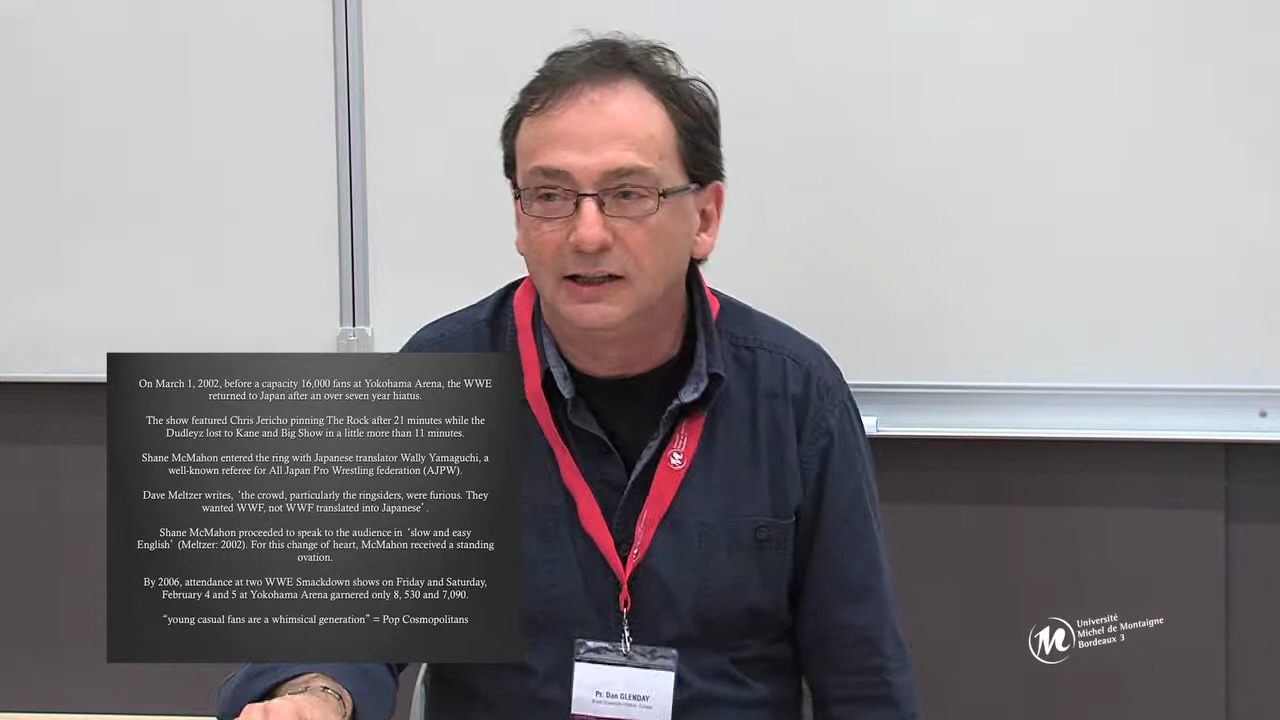 On March 1, 2002, before a capacity 16,000 fans at Yokohama Arena, the WWE
returned to Japan after an over seven year hiatus.
The show featured Chris Jericho pinning The Rock after 21 minutes while the
Dudleyz lost to Kane and Big Show in a little more than 11 minutes.
Shane McMahon entered the ring with Japanese translator Wally Yamaguchi, a
well-known referee for All Japan Pro Wrestling federation (AJPW).
Dave Meltzer writes, ‘the crowd, particularly the ringsiders, were furious. They
wanted WWF, not WWF translated into Japanese’.
Shane McMahon proceeded to speak to the audience in ‘slow and easy
English’ (Meltzer: 2002). For this change of heart, McMahon received a standing
ovation.
By 2006, attendance at two WWE Smackdown shows on Friday and Saturday,
February 4 and 5 at Yokohama Arena garnered only 8, 530 and 7,090.
“young casual fans are a whimsical generation” = Pop Cosmopolitans
Université
Michel de Montaigne
Bordeaux 3
Pr. Dan GLENDAY